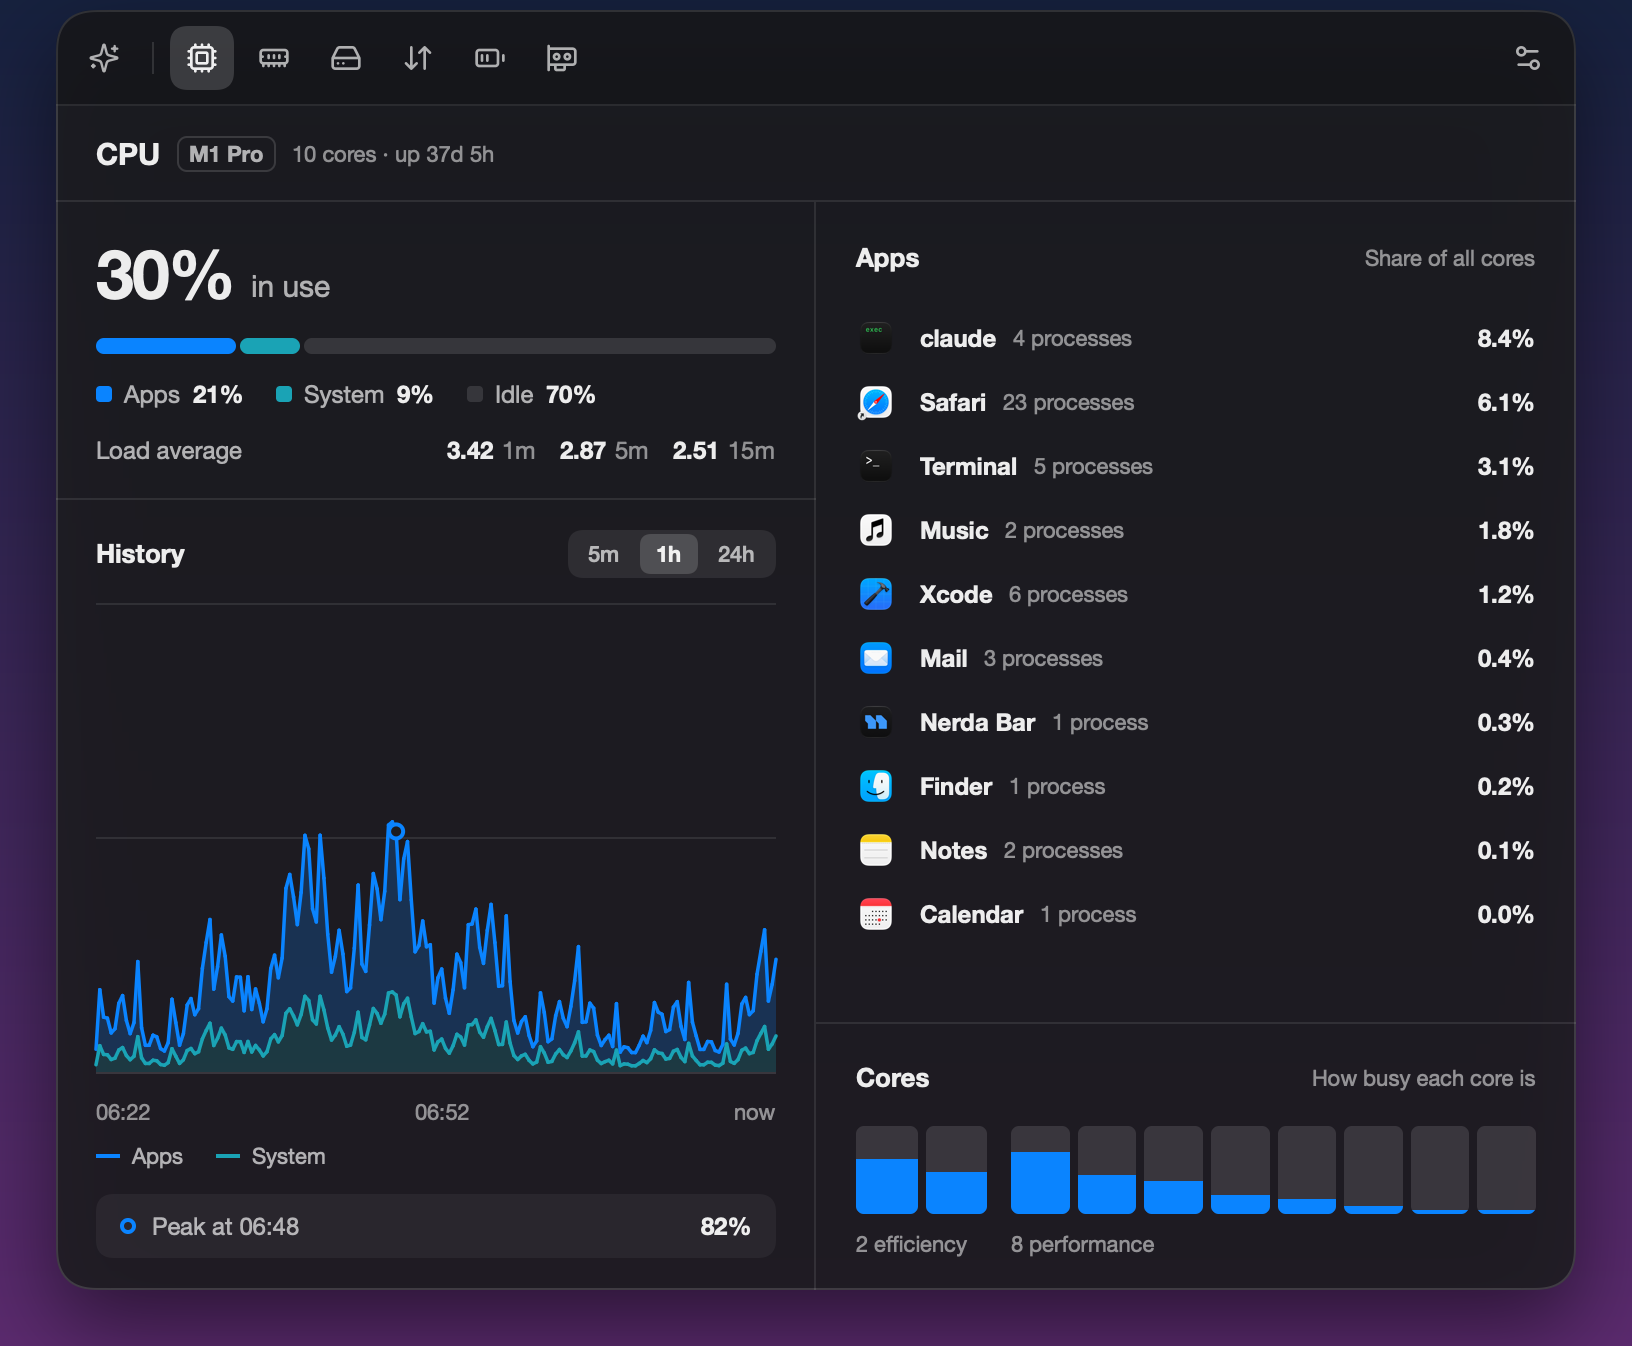 CPU M1 Pro 10 cores · up 37d 5h
30% in use
Apps 21% System 9% Idle 70%
Load average 3.42 1m 2.87 5m 2.51 15m
History 5m 1h 24h
06:22 06:52 now
Apps System
Peak at 06:48 82%
Apps Share of all cores
exec
claude 4 processes 8.4%
Safari 23 processes 6.1%
>_
Terminal 5 processes 3.1%
Music 2 processes 1.8%
Xcode 6 processes 1.2%
Mail 3 processes 0.4%
Nerda Bar 1 process 0.3%
Finder 1 process 0.2%
Notes 2 processes 0.1%
Calendar 1 process 0.0%
Cores How busy each core is
2 efficiency 8 performance